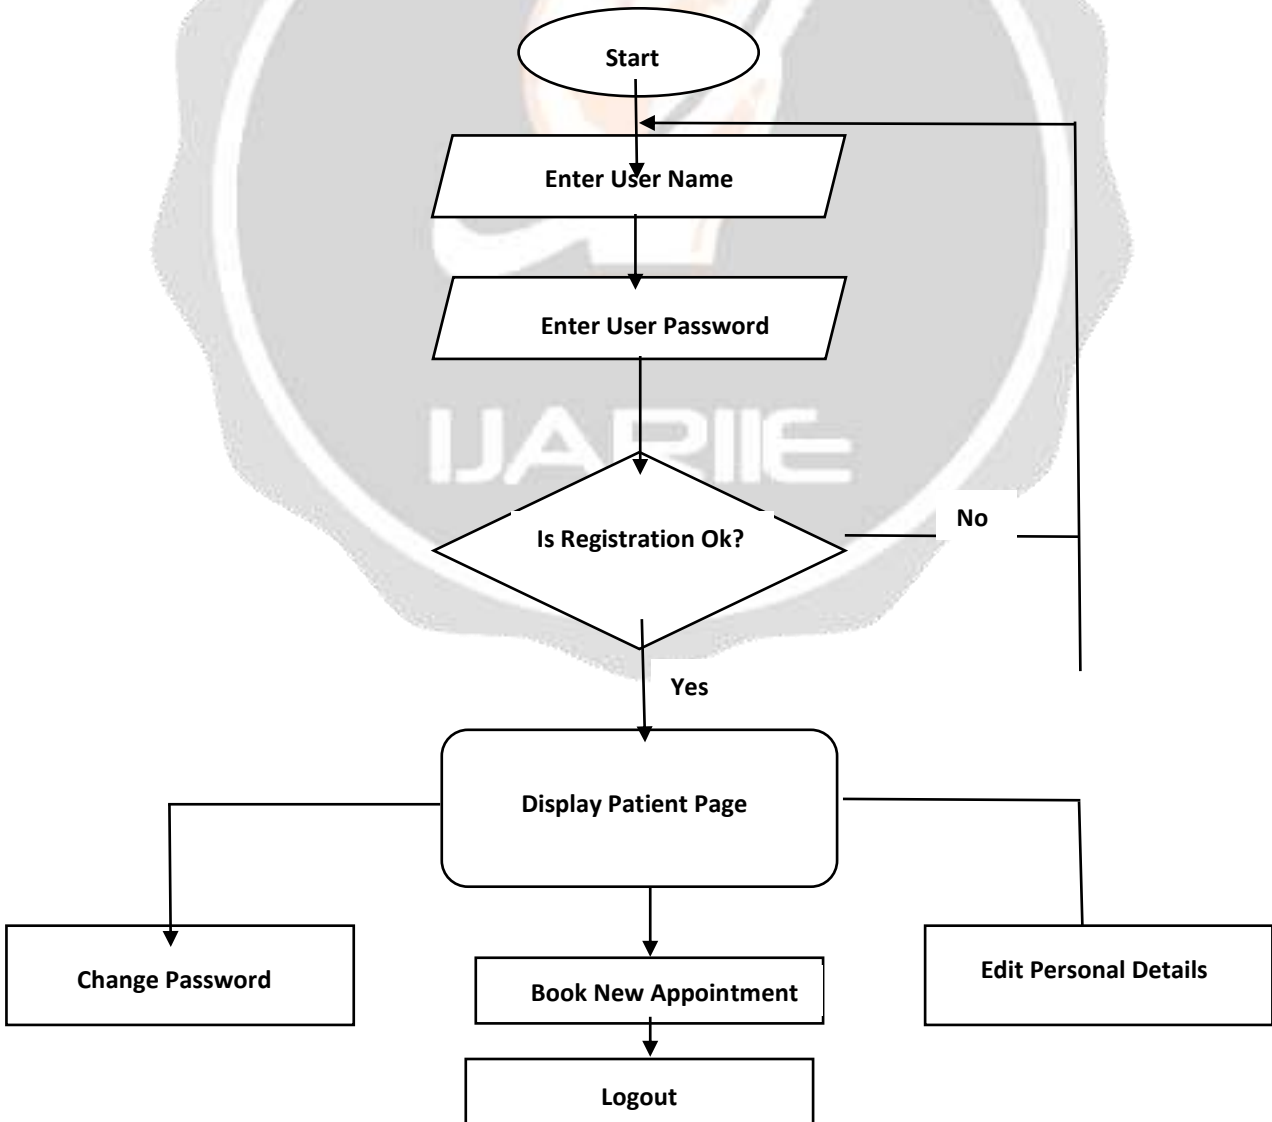 Start
Enter User Name
Enter User Password
IJARIIE
Is Registration Ok?
No
Yes
Display Patient Page
Change Password
Book New Appointment
Edit Personal Details
Logout